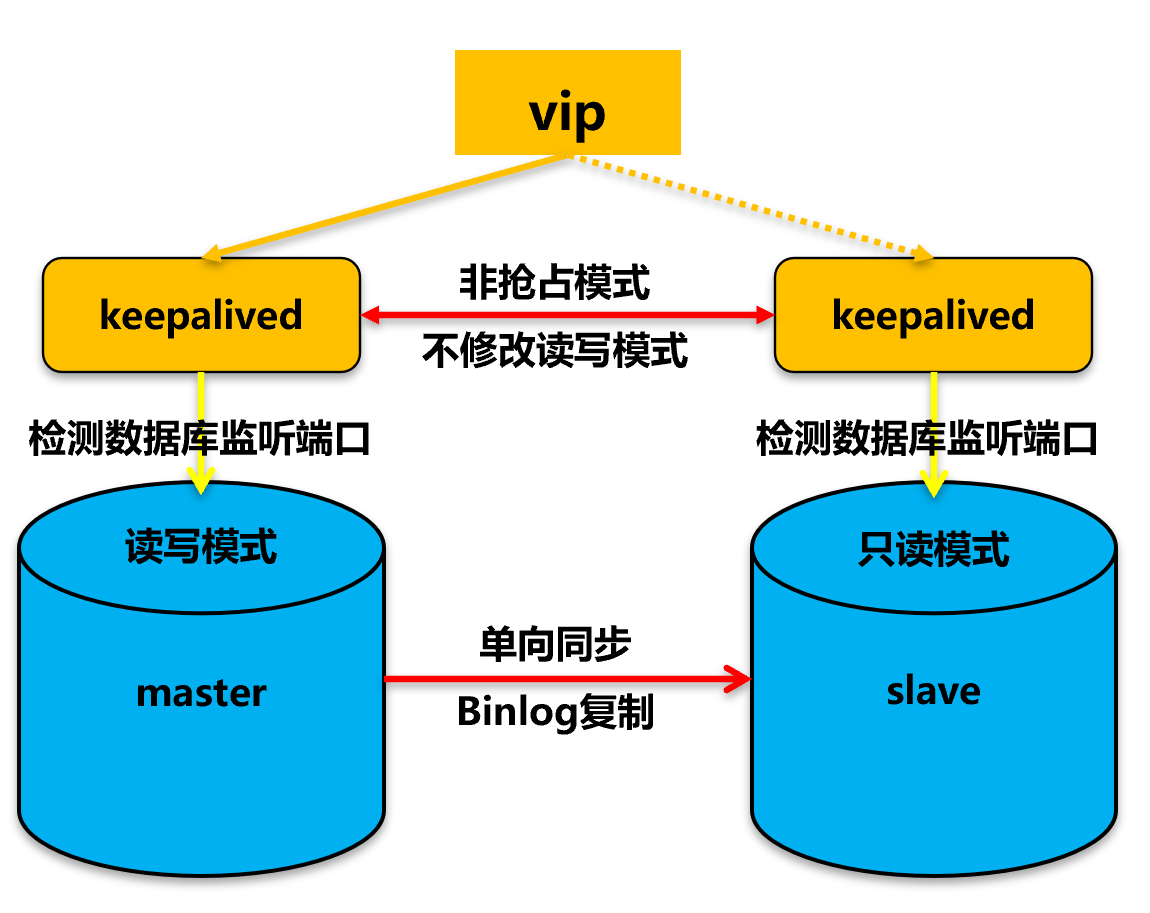 vip
keepalived
非抢占模式
不修改读写模式
keepalived
检测数据库监听端口
检测数据库监听端口
读写模式
只读模式
master
单向同步
Binlog复制
slave